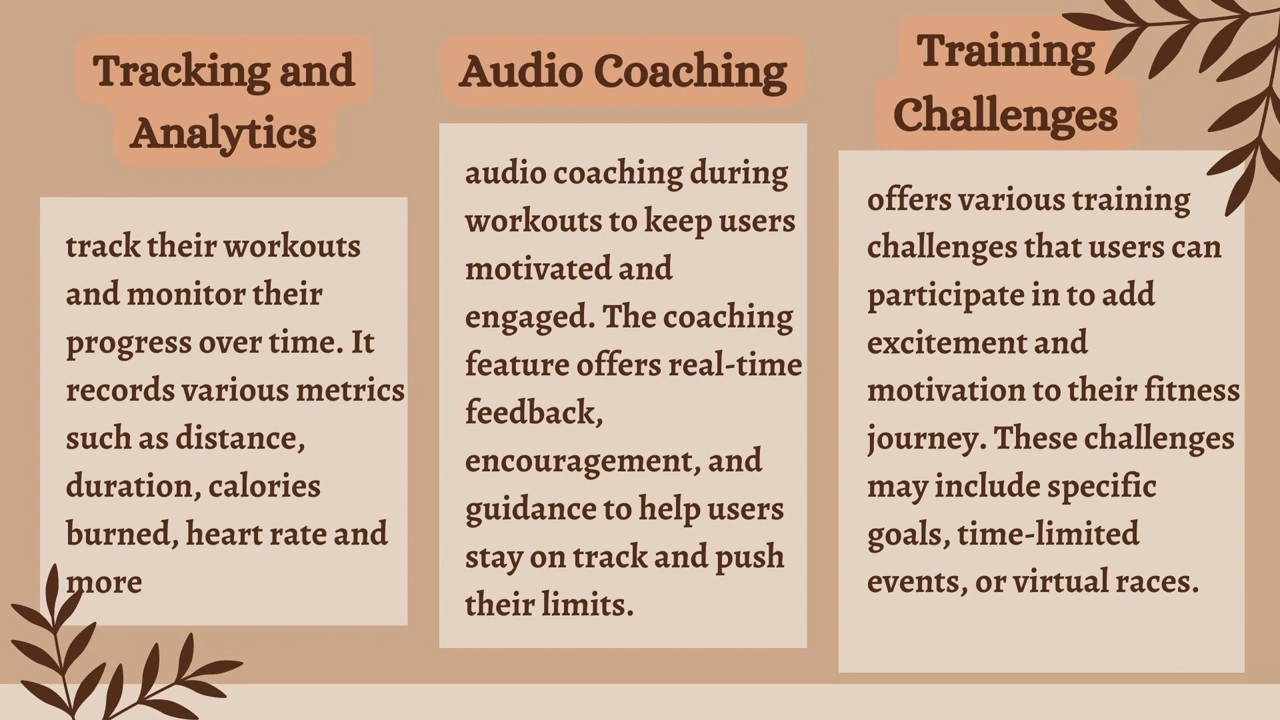 Tracking and
Analytics
track their workouts
and monitor their
progress over time. It
records various metrics
such as distance,
duration, calories
burned, heart rate and
more
Audio Coaching
audio coaching during
workouts to keep users
motivated and
engaged. The coaching
feature offers real-time
feedback,
encouragement, and
guidance to help users
stay on track and push
their limits.
Training
Challenges
offers various training
challenges that users can
participate in to add
excitement and
motivation to their fitness
journey. These challenges
may include specific
goals, time-limited
events, or virtual races.